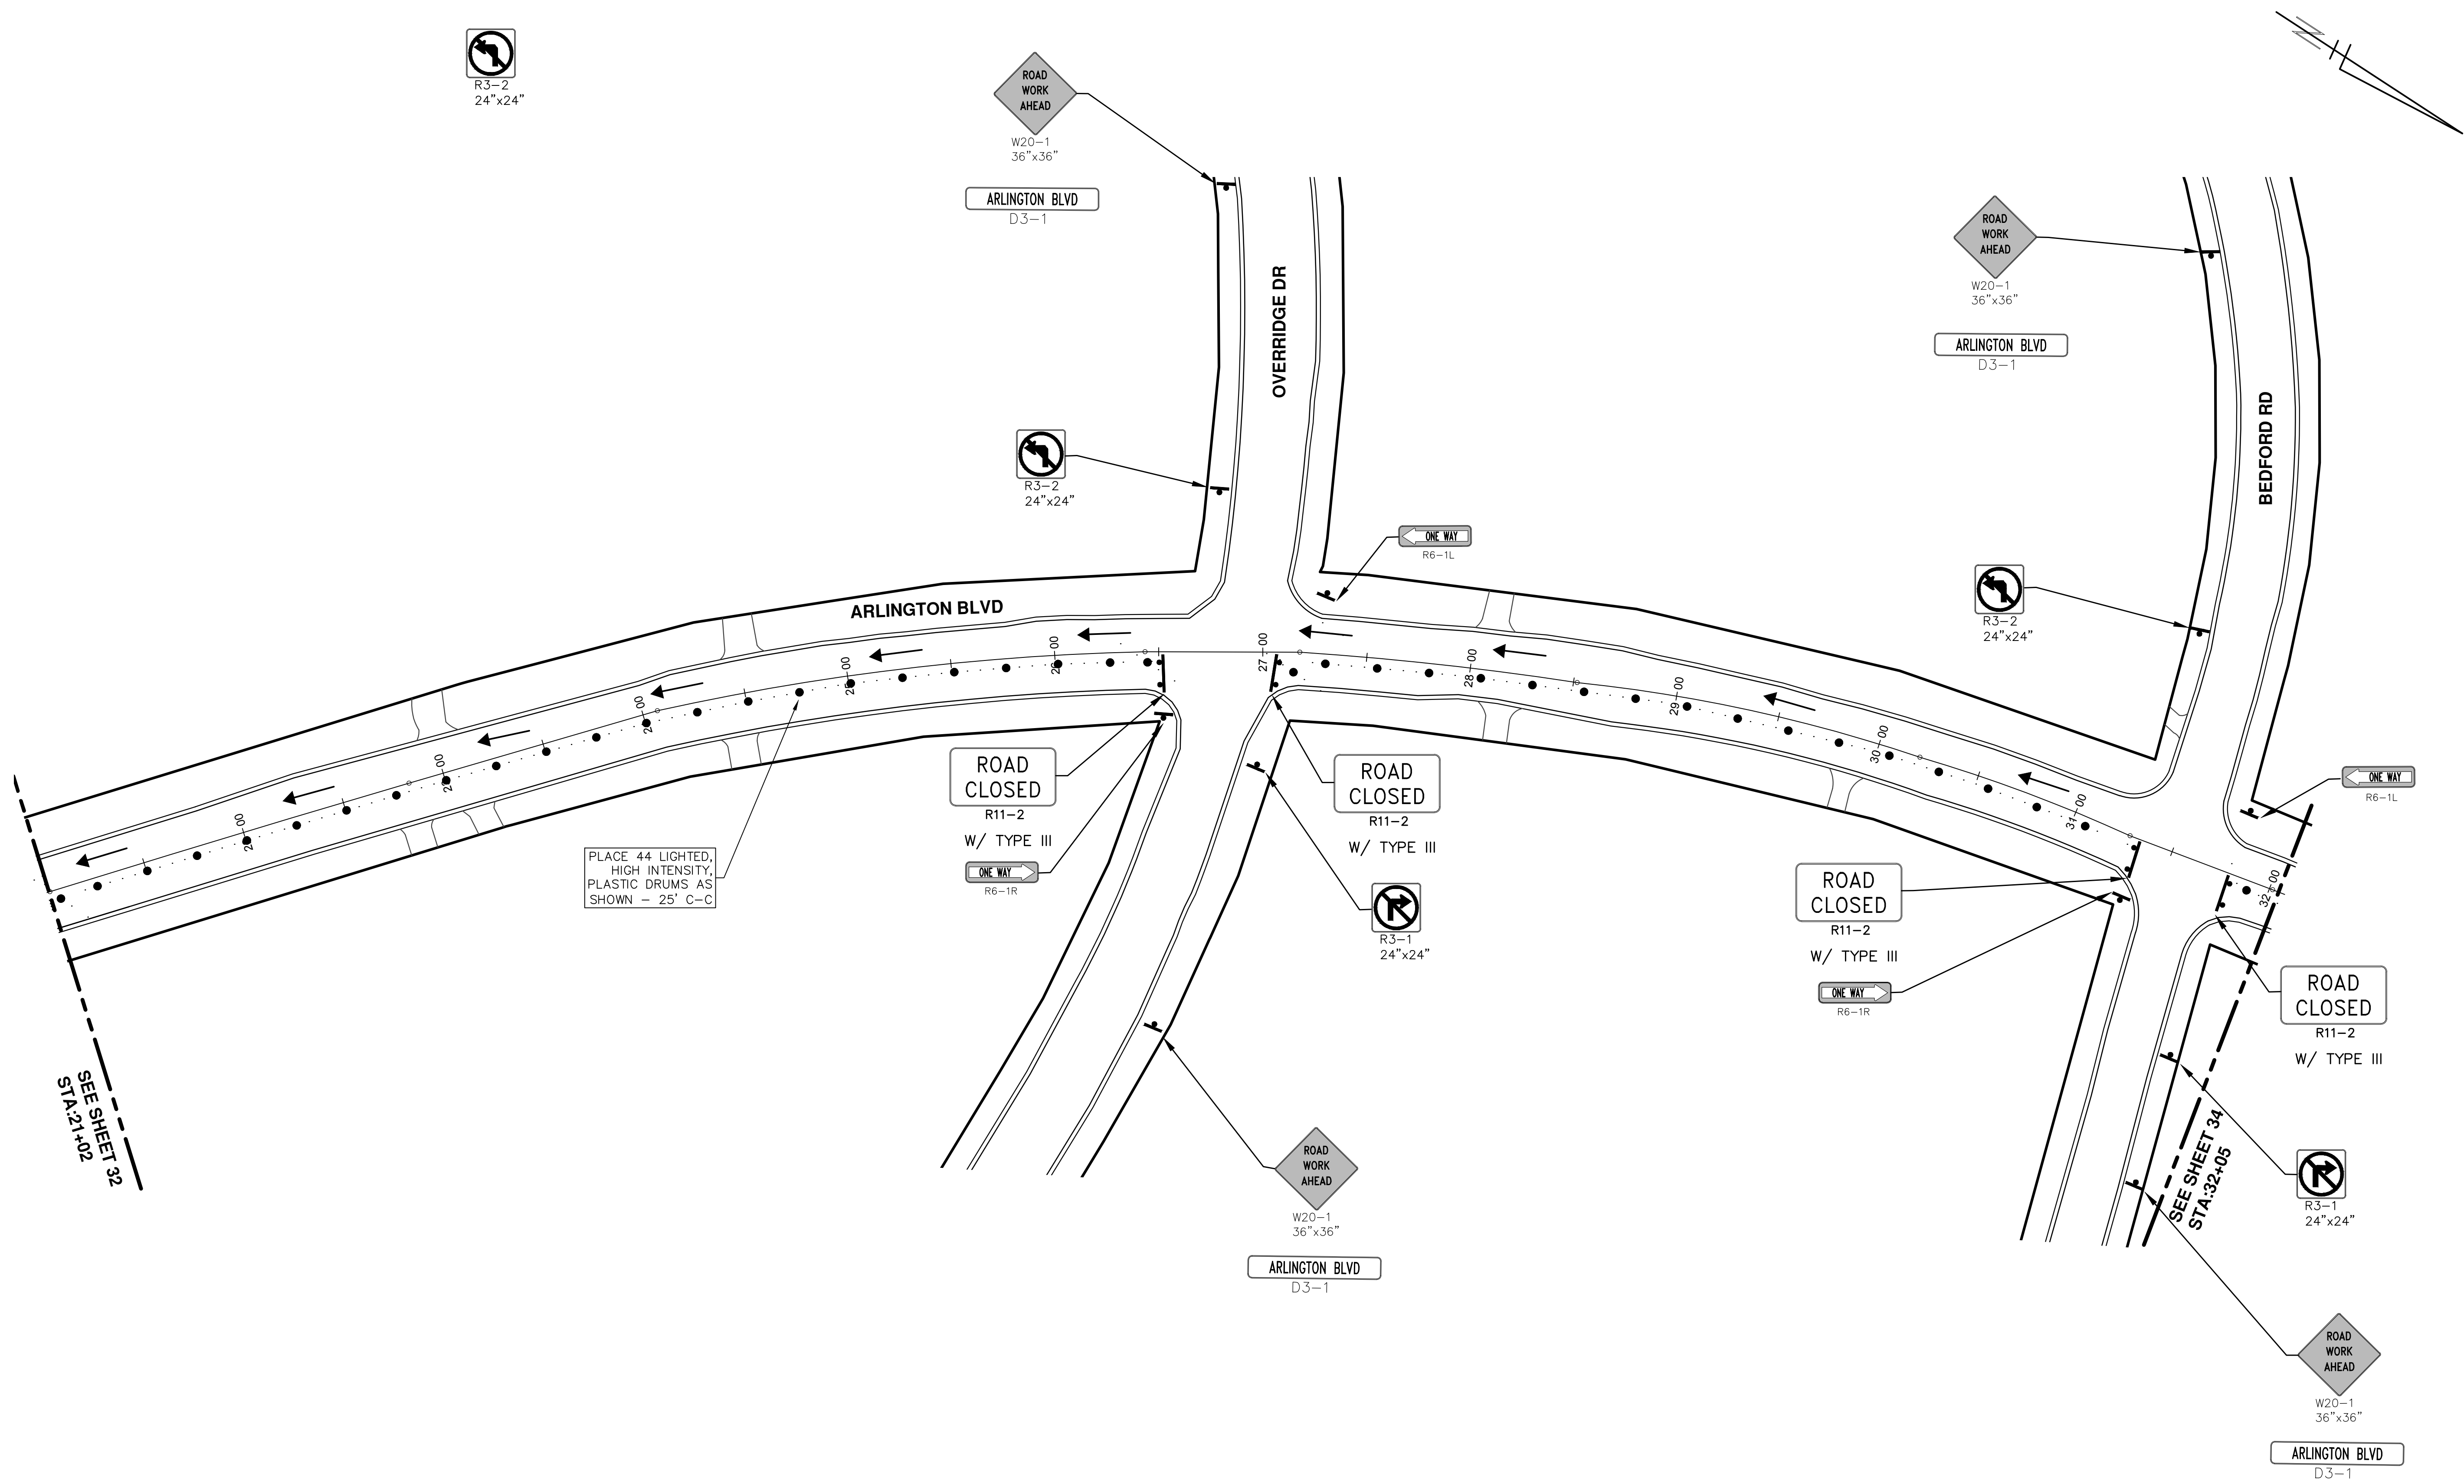 R3-2
24"x24"
ROAD
WORK
AHEAD
W20-1
36"x36"
ARLINGTON BLVD
D3-1
ROAD
WORK
AHEAD
W20-1
36"x36"
ARLINGTON BLVD
D3-1
OVERRIDGE DR
BEDFORD RD
R3-2
24"x24"
ONE WAY
R6-1L
R3-2
24"x24"
ARLINGTON BLVD
27+00
28+00
29+00
30+00
31+00
32+00
ROAD
CLOSED
R11-2
W/ TYPE III
ONE WAY
R6-1R
ROAD
CLOSED
R11-2
W/ TYPE III
ONE WAY
R6-1L
PLACE 44 LIGHTED,
HIGH INTENSITY,
PLASTIC DRUMS AS
SHOWN - 25' C-C
R3-1
24"x24"
ROAD
CLOSED
R11-2
W/ TYPE III
ONE WAY
R6-1R
ROAD
CLOSED
R11-2
W/ TYPE III
SEE SHEET 32
STA:21+02
SEE SHEET 34
STA:32+05
ROAD
WORK
AHEAD
W20-1
36"x36"
ARLINGTON BLVD
D3-1
R3-1
24"x24"
ROAD
WORK
AHEAD
W20-1
36"x36"
ARLINGTON BLVD
D3-1